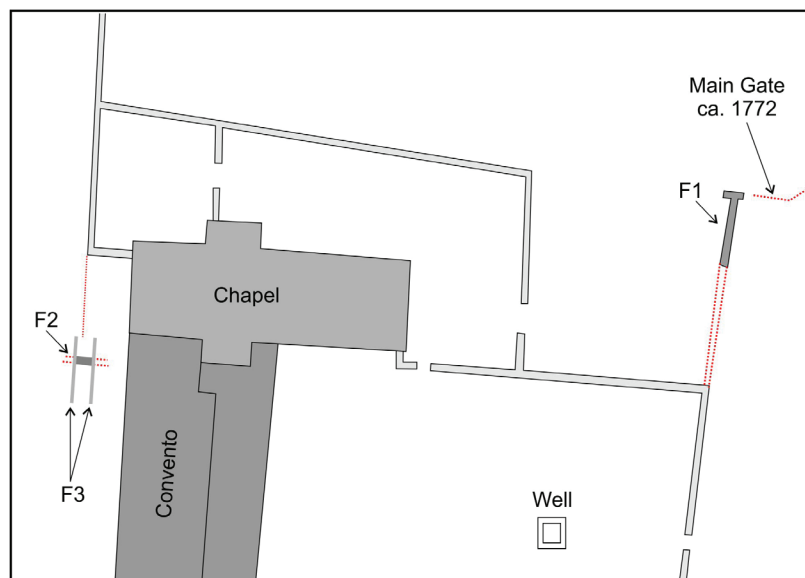 Main Gate
ca. 1772
F1
Chapel
F2
Convento
F3
Well